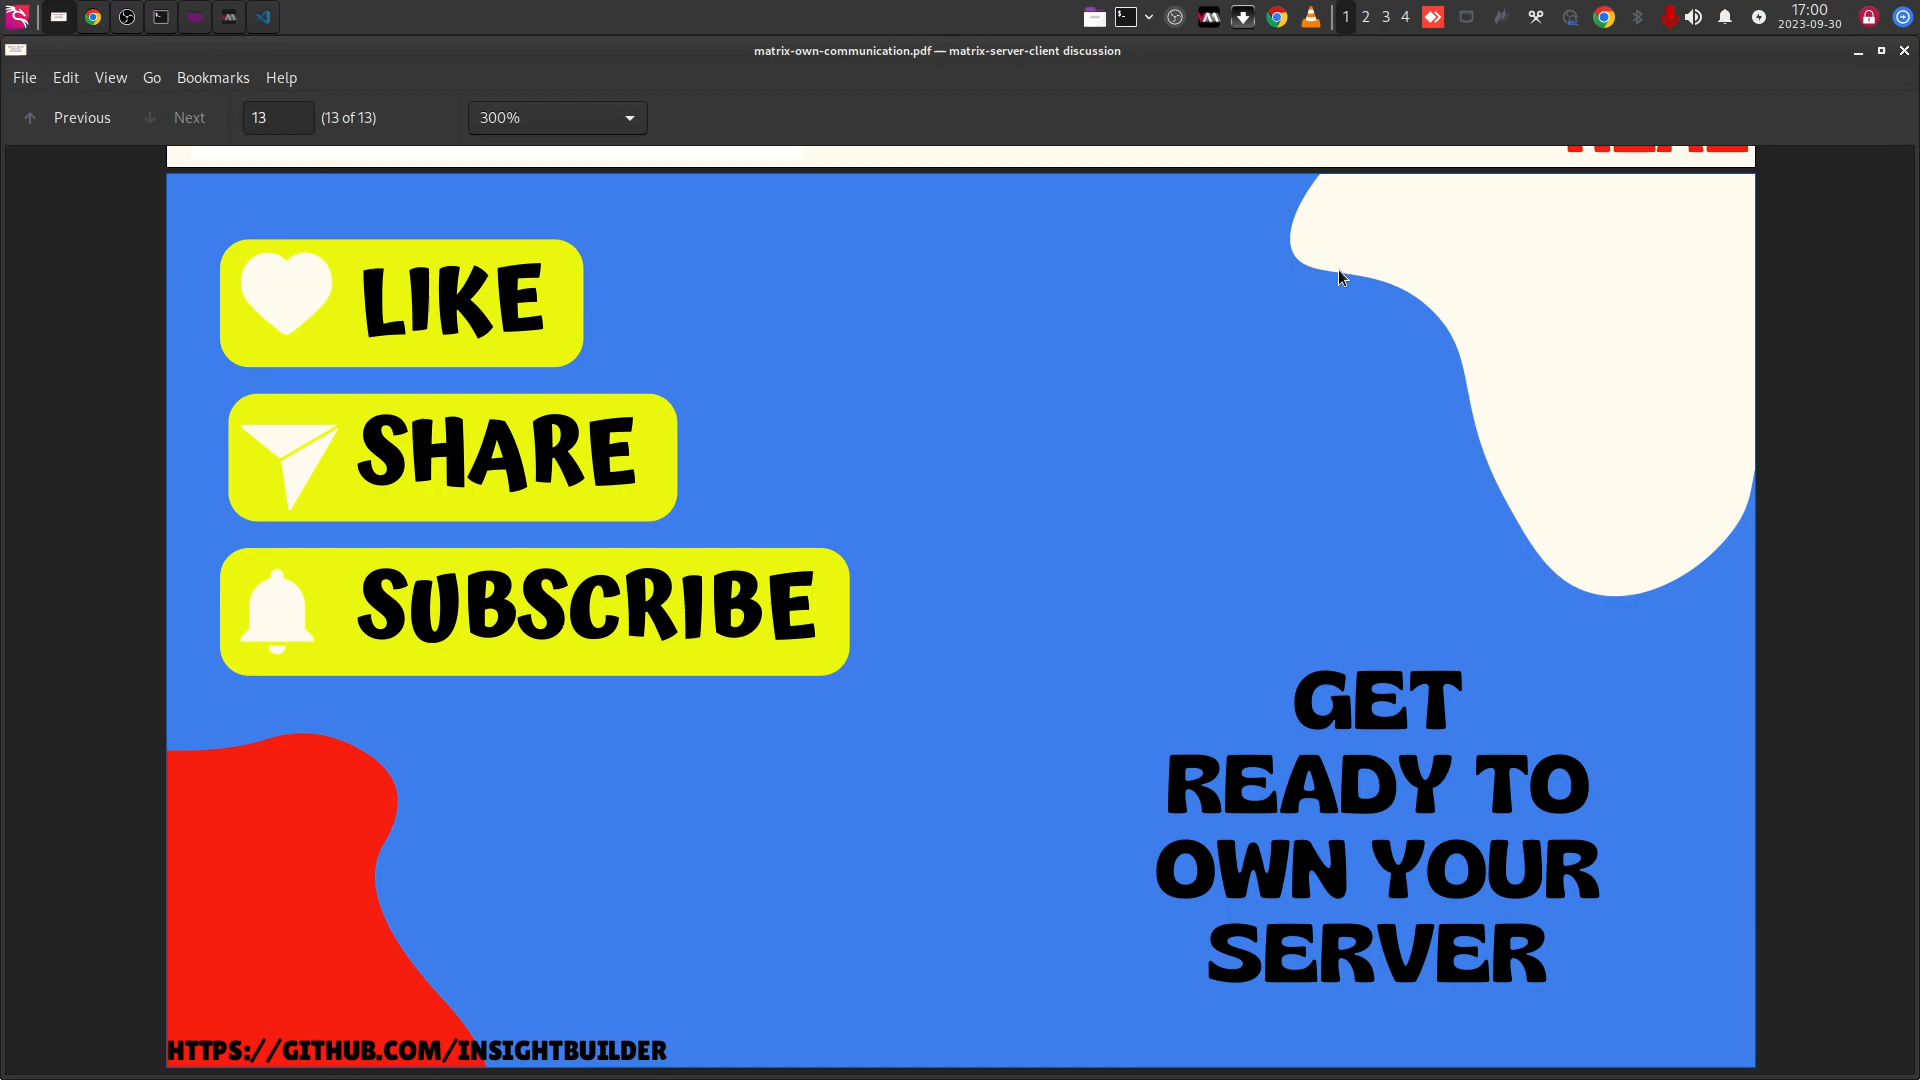 17:00
1 2 3 4
2023-09-30
matrix-own-communication.pdf — matrix-server-client discussion
File Edit View Go Bookmarks Help
Previous Next 13 (13 of 13) 300%
LIKE
SHARE
SUBSCRIBE
GET
READY TO
OWN YOUR
SERVER
HTTPS://GITHUB.COM/INSIGHTBUILDER